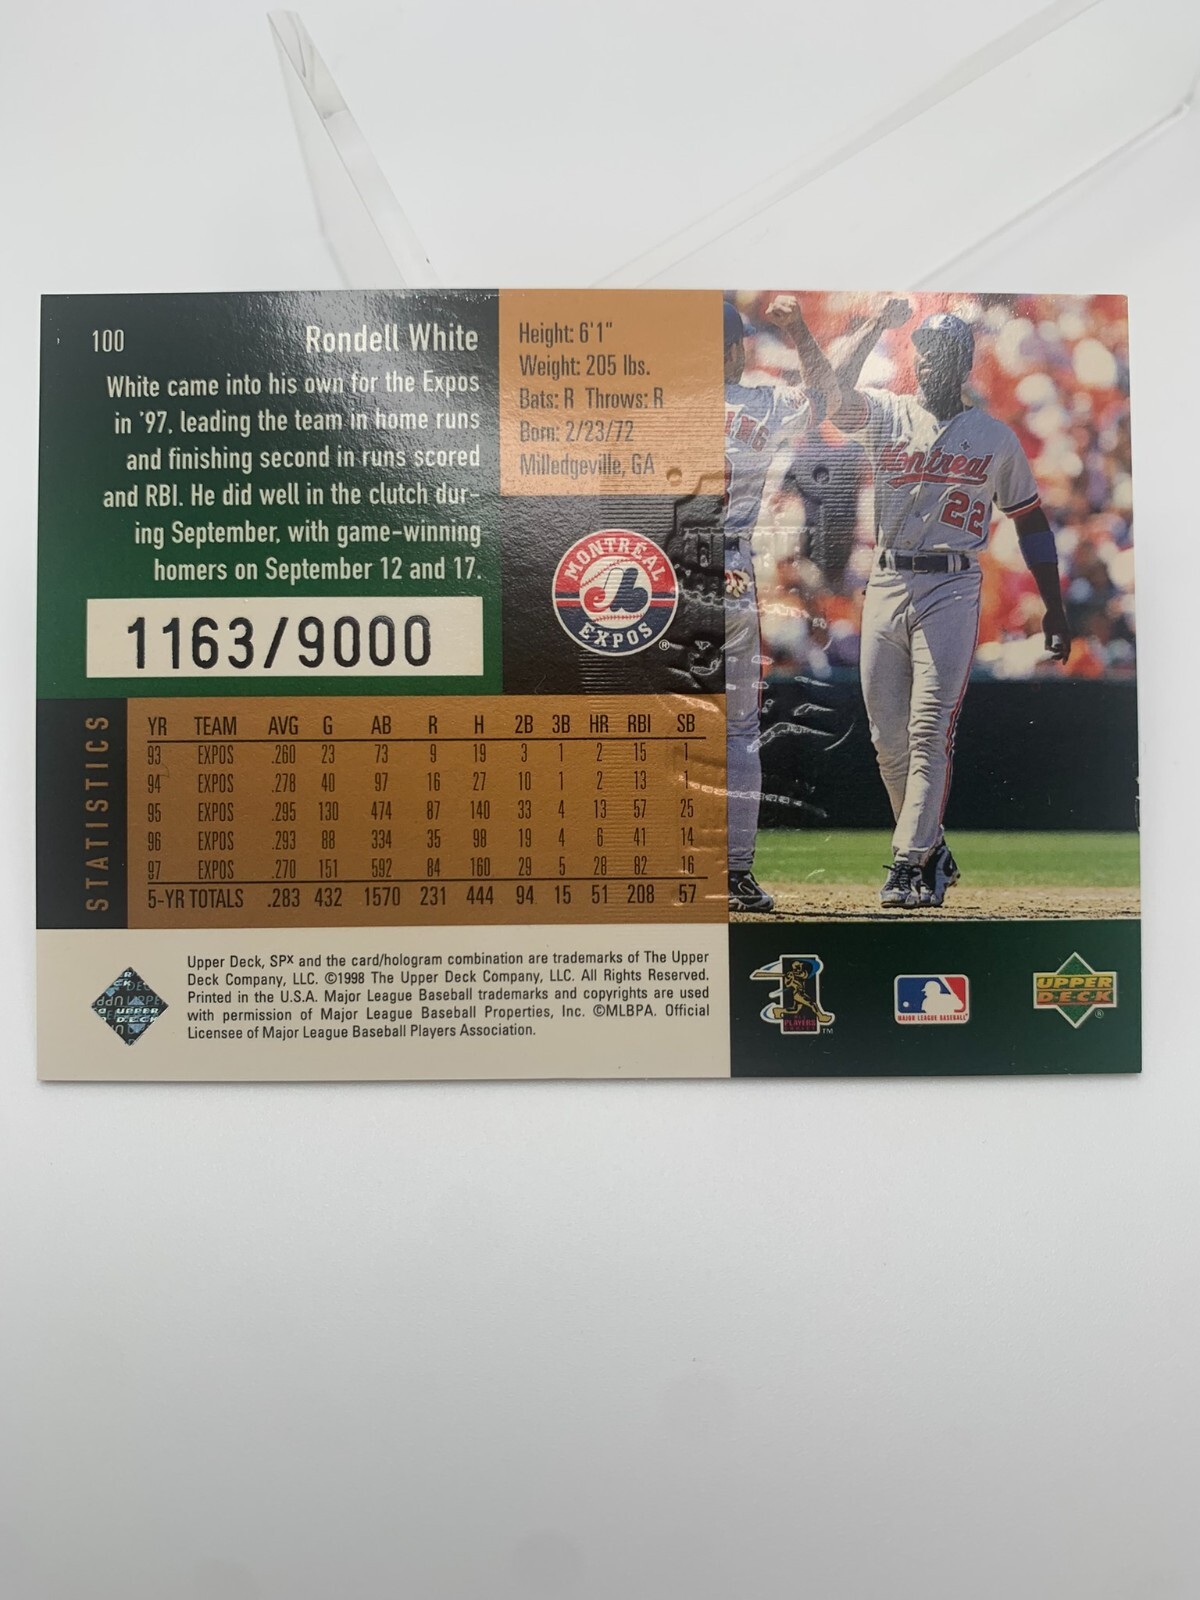 100
Rondell White
White came into his own for the Expos
in '97, leading the team in home runs
and finishing second in runs scored
and RBI. He did well in the clutch dur-
ing September, with game-winning
homers on September 12 and 17.
1163/9000
Height: 6'1"
Weight: 205 lbs.
Bats: R Throws: R
Born: 2/23/72
Milledgeville, GA
MONTREAL
EXPOS
®
Montreal
22
STATISTICS
YR TEAM AVG G AB R H 2B 3B HR RBI SB
93 EXPOS .260 23 73 9 19 3 1 2 15 1
94 EXPOS .278 40 97 16 27 10 1 2 13 1
95 EXPOS .295 130 474 87 140 33 4 13 57 25
96 EXPOS .293 88 334 35 98 19 4 6 41 14
97 EXPOS .270 151 592 84 160 29 5 28 82 16
5-YR TOTALS .283 432 1570 231 444 94 15 51 208 57
Upper Deck, SPx and the card/hologram combination are trademarks of The Upper
Deck Company, LLC. ©1998 The Upper Deck Company, LLC. All Rights Reserved.
Printed in the U.S.A. Major League Baseball trademarks and copyrights are used
with permission of Major League Baseball Properties, Inc. ©MLBPA. Official
Licensee of Major League Baseball Players Association.
UPPER
DECK
PLAYERS
TM
MAJOR LEAGUE BASEBALL
UPPER
DECK
®